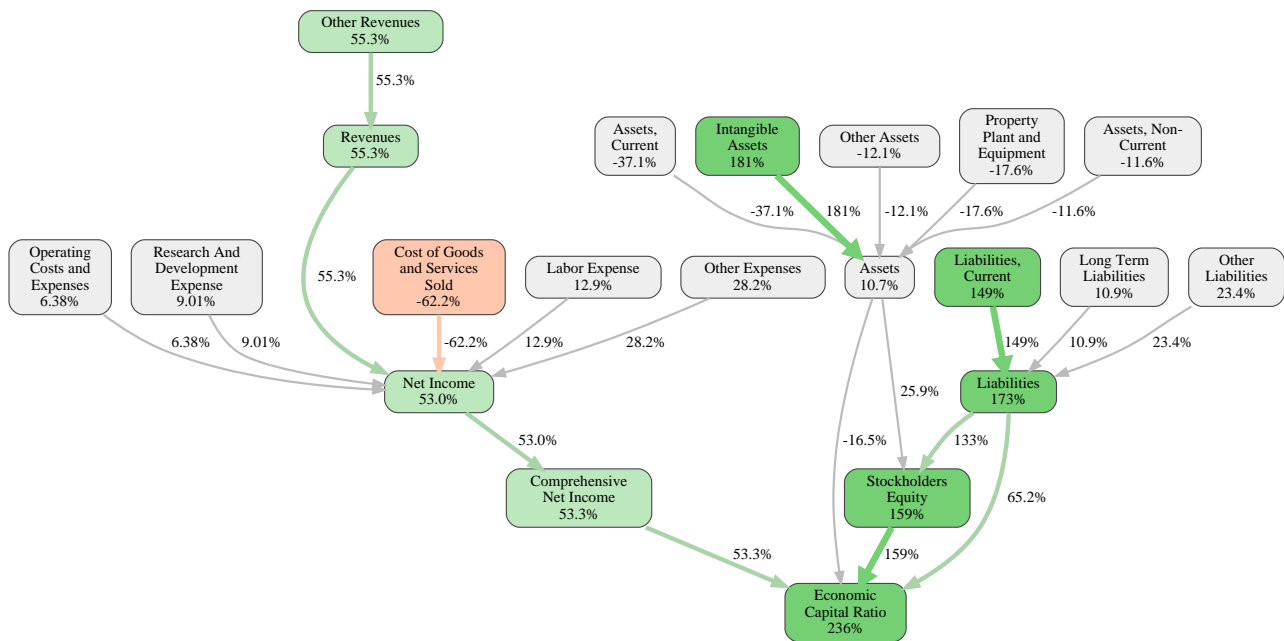 Other Revenues
55.3%
55.3%
Revenues
55.3%
Assets,
Current
-37.1%
Intangible
Assets
181%
Other Assets
-12.1%
Property
Plant and
Equipment
-17.6%
Assets, Non-
Current
-11.6%
-37.1%
181%
-12.1%
-17.6%
-11.6%
Operating
Costs and
Expenses
6.38%
Research And
Development
Expense
9.01%
55.3%
Cost of Goods
and Services
Sold
-62.2%
Labor Expense
12.9%
Other Expenses
28.2%
Assets
10.7%
Liabilities,
Current
149%
Long Term
Liabilities
10.9%
Other
Liabilities
23.4%
6.38%
9.01%
-62.2%
12.9%
28.2%
149%
10.9%
23.4%
Net Income
53.0%
25.9%
Liabilities
173%
53.0%
-16.5%
133%
Comprehensive
Net Income
53.3%
Stockholders
Equity
159%
65.2%
53.3%
159%
Economic
Capital Ratio
236%